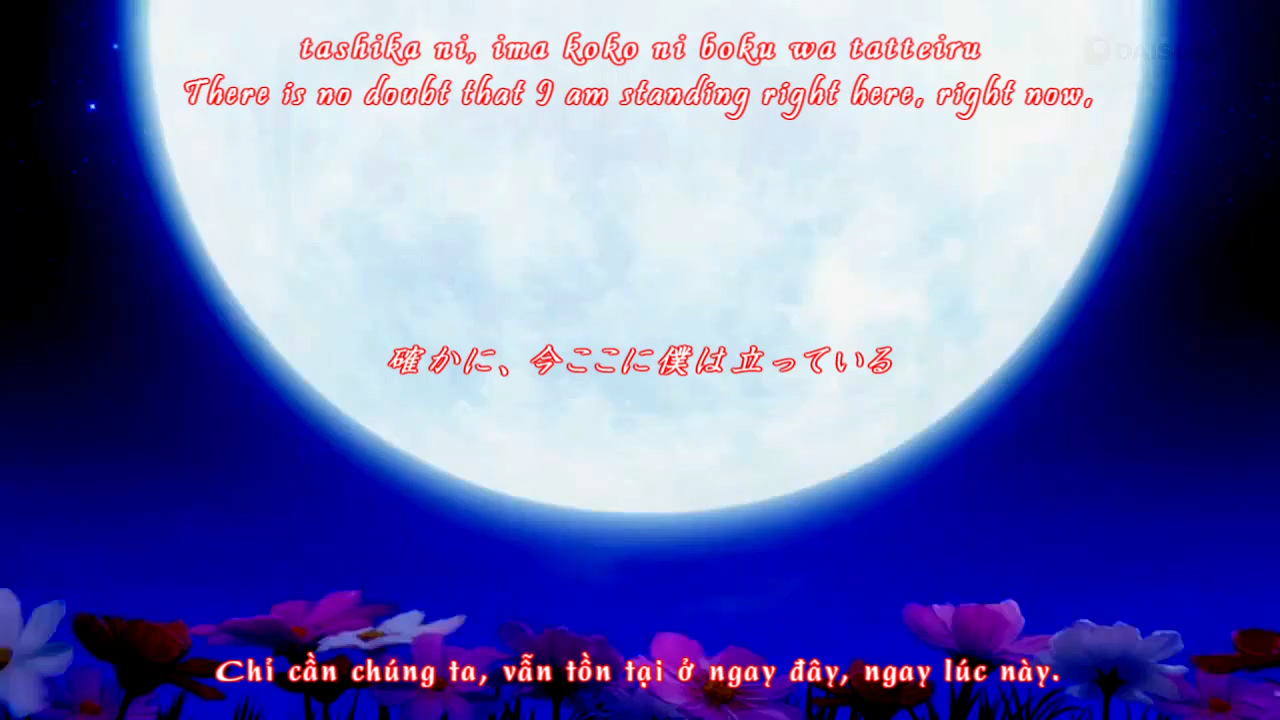 tashika ni, ima koko ni boku wa tatteiru
There is no doubt that I am standing right here, right now,
確かに、今ここに僕は立っている
Chỉ cần chúng ta, vẫn tồn tại ở ngay đây, ngay lúc này.